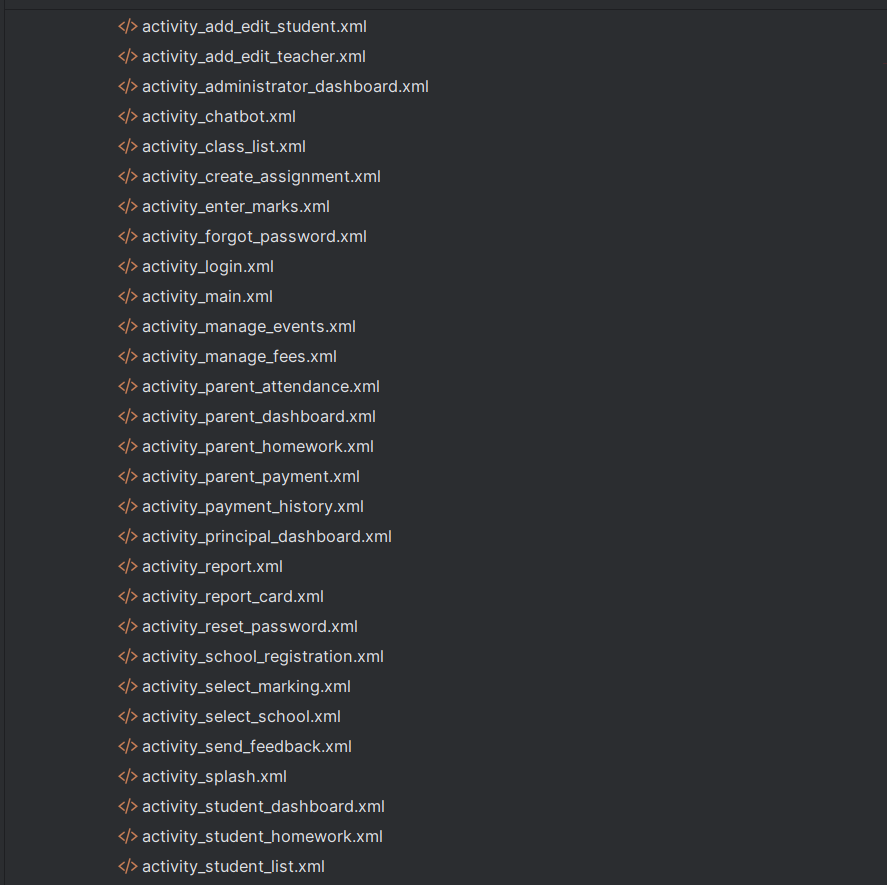 </> activity_add_edit_student.xml
</> activity_add_edit_teacher.xml
</> activity_administrator_dashboard.xml
</> activity_chatbot.xml
</> activity_class_list.xml
</> activity_create_assignment.xml
</> activity_enter_marks.xml
</> activity_forgot_password.xml
</> activity_login.xml
</> activity_main.xml
</> activity_manage_events.xml
</> activity_manage_fees.xml
</> activity_parent_attendance.xml
</> activity_parent_dashboard.xml
</> activity_parent_homework.xml
</> activity_parent_payment.xml
</> activity_payment_history.xml
</> activity_principal_dashboard.xml
</> activity_report.xml
</> activity_report_card.xml
</> activity_reset_password.xml
</> activity_school_registration.xml
</> activity_select_marking.xml
</> activity_select_school.xml
</> activity_send_feedback.xml
</> activity_splash.xml
</> activity_student_dashboard.xml
</> activity_student_homework.xml
</> activity_student_list.xml